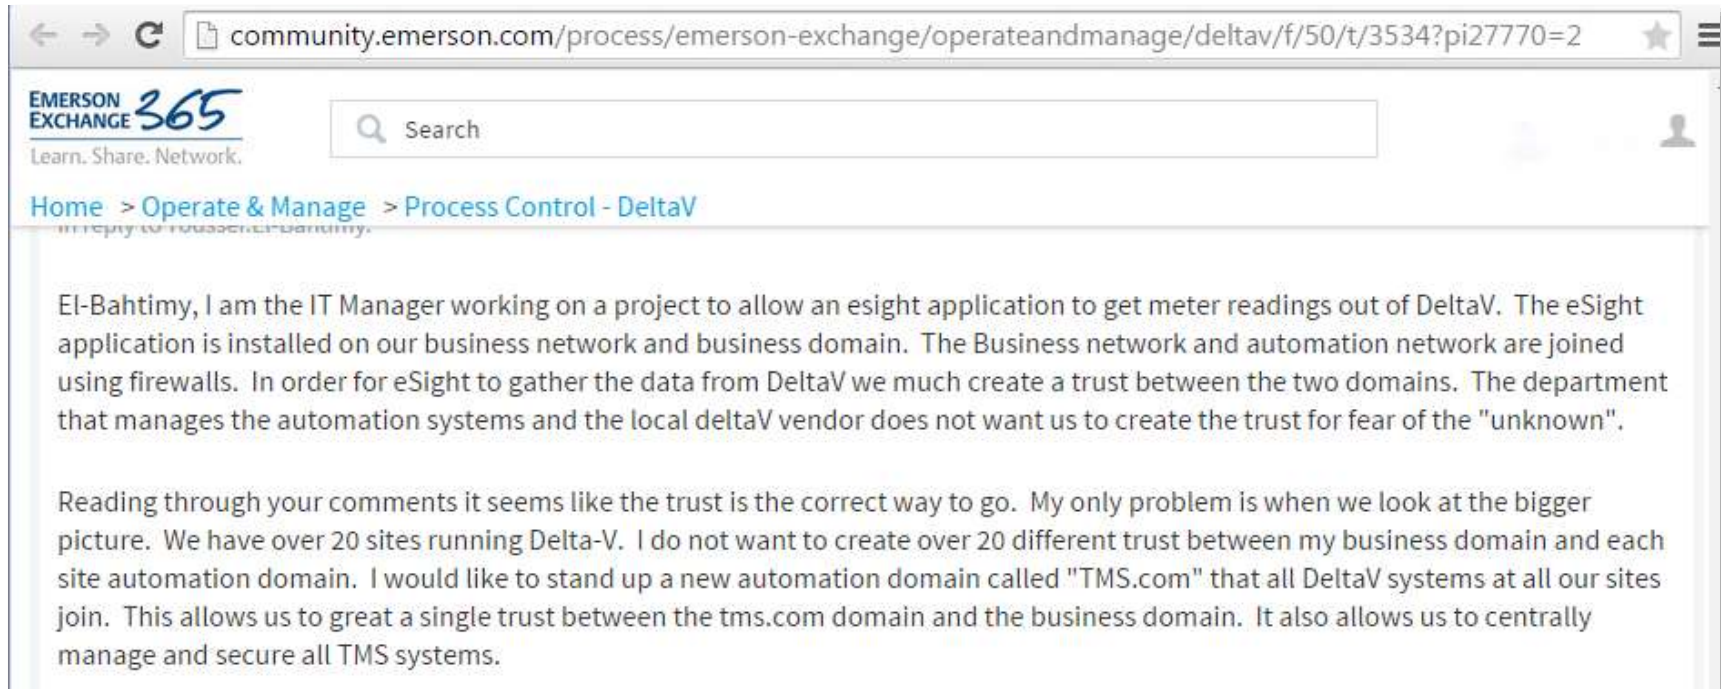 community.emerson.com/process/emerson-exchange/operateandmanage/deltav/f/50/t/3534?pi27770=2
EMERSON
EXCHANGE 365
Learn. Share. Network.
Search
Home > Operate & Manage > Process Control - DeltaV
In reply to Youssef.El-Bahtimy.
El-Bahtimy, I am the IT Manager working on a project to allow an esight application to get meter readings out of DeltaV. The eSight
application is installed on our business network and business domain. The Business network and automation network are joined
using firewalls. In order for eSight to gather the data from DeltaV we much create a trust between the two domains. The department
that manages the automation systems and the local deltaV vendor does not want us to create the trust for fear of the "unknown".
Reading through your comments it seems like the trust is the correct way to go. My only problem is when we look at the bigger
picture. We have over 20 sites running Delta-V. I do not want to create over 20 different trust between my business domain and each
site automation domain. I would like to stand up a new automation domain called "TMS.com" that all DeltaV systems at all our sites
join. This allows us to great a single trust between the tms.com domain and the business domain. It also allows us to centrally
manage and secure all TMS systems.